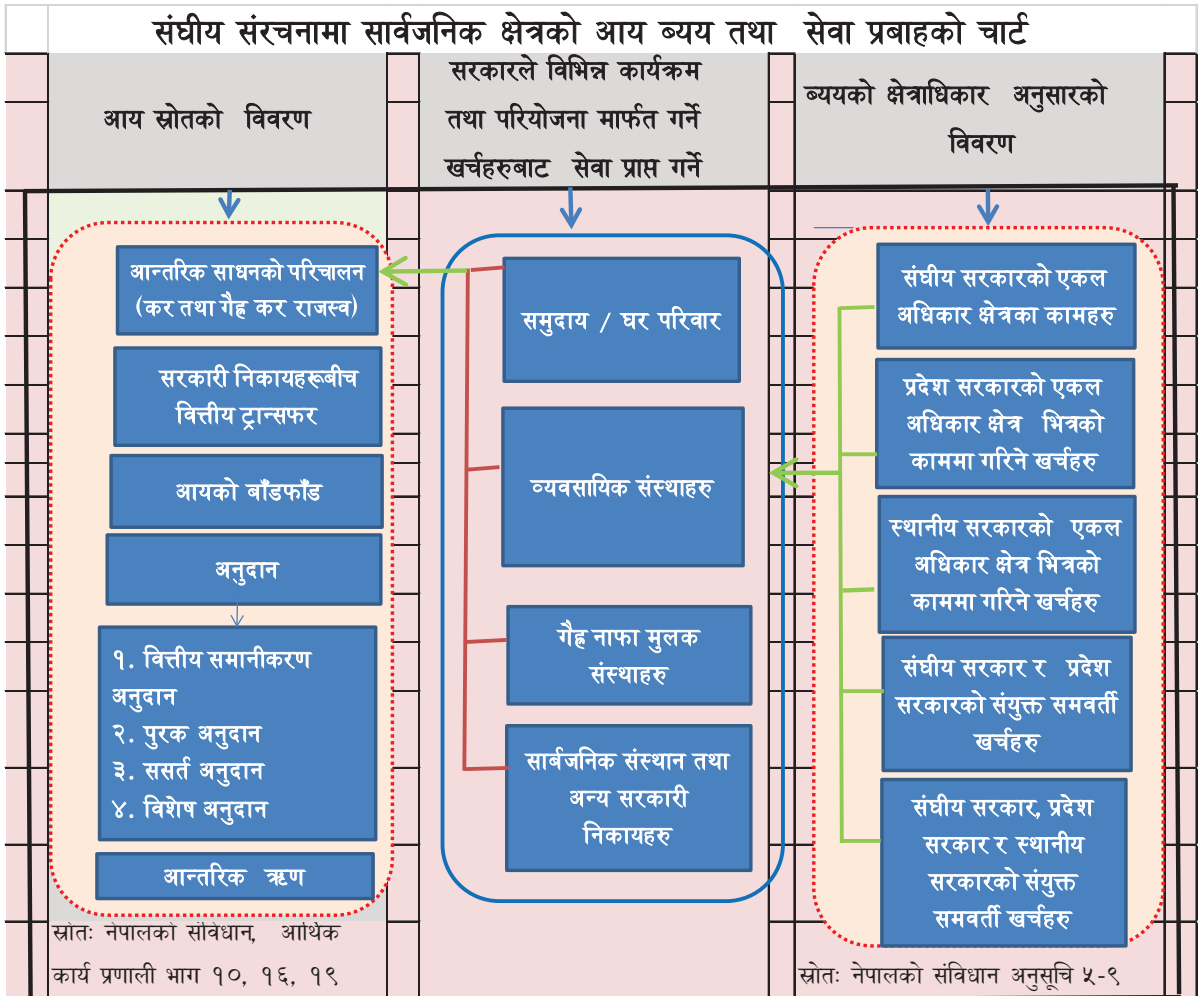 संघीय संरचनामा सार्वजनिक क्षेत्रको आय ब्यय तथा सेवा प्रबाहको चार्ट
आय स्रोतको विवरण
आन्तरिक साधनको परिचालन
(कर तथा गैह्र कर राजस्व)
सरकारी निकायहरूबीच
वित्तीय ट्रान्सफर
आयको बाँडफाँड
अनुदान
१. वित्तीय समानीकरण
अनुदान
२. पुरक अनुदान
३. ससर्त अनुदान
४. विशेष अनुदान
आन्तरिक ऋण
स्रोतः नेपालको संविधान, आर्थिक
कार्य प्रणाली भाग १०, १६, १९
सरकारले विभिन्न कार्यक्रम
तथा परियोजना मार्फत गर्ने
खर्चहरुबाट सेवा प्राप्त गर्ने
समुदाय / घर परिवार
व्यवसायिक संस्थाहरु
गैह्र नाफा मुलक
संस्थाहरु
सार्बजनिक संस्थान तथा
अन्य सरकारी
निकायहरु
ब्ययको क्षेत्राधिकार अनुसारको
विवरण
संघीय सरकारको एकल
अधिकार क्षेत्रका कामहरु
प्रदेश सरकारको एकल
अधिकार क्षेत्र भित्रको
काममा गरिने खर्चहरु
स्थानीय सरकारको एकल
अधिकार क्षेत्र भित्रको
काममा गरिने खर्चहरु
संघीय सरकार र प्रदेश
सरकारको संयुक्त समवर्ती
खर्चहरु
संघीय सरकार, प्रदेश
सरकार र स्थानीय
सरकारको संयुक्त
समवर्ती खर्चहरु
स्रोतः नेपालको संविधान अनुसूचि ५-९